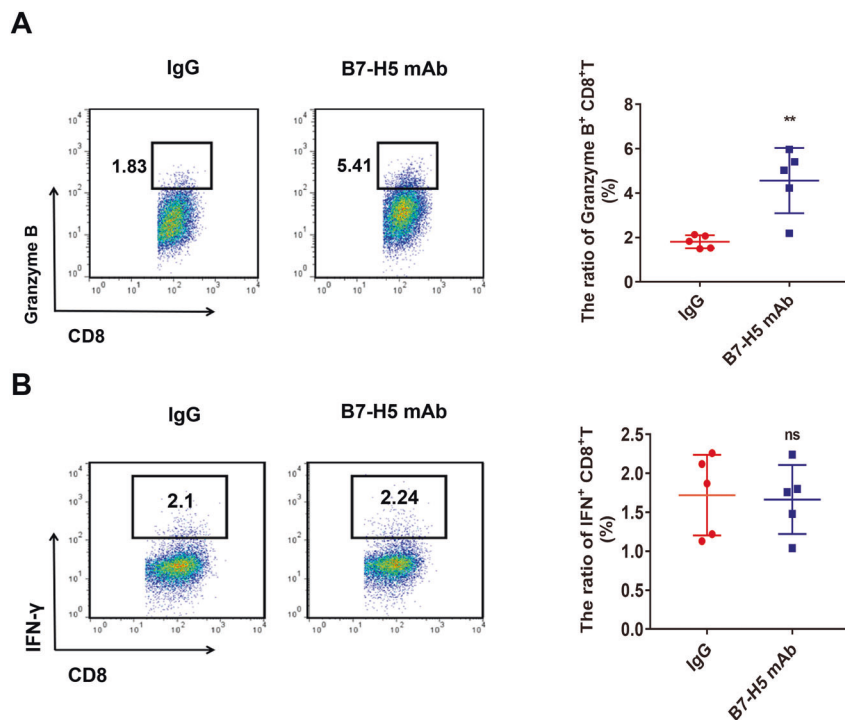 A
IgG
B7-H5 mAb
10⁴
10³
10²
10¹
10⁰
1.83
10⁰ 10¹ 10² 10³ 10⁴
10⁴
10³
10²
10¹
10⁰
5.41
10⁰ 10¹ 10² 10³ 10⁴
Granzyme B
CD8
The ratio of Granzyme B⁺ CD8⁺T
(%)
8
6
4
2
0
**
IgG
B7-H5 mAb
B
IgG
B7-H5 mAb
10⁴
10³
10²
10¹
10⁰
2.1
10⁰ 10¹ 10² 10³ 10⁴
10⁴
10³
10²
10¹
10⁰
2.24
10⁰ 10¹ 10² 10³ 10⁴
IFN-γ
CD8
The ratio of IFN⁺ CD8⁺T
(%)
2.5
2.0
1.5
1.0
0.5
0.0
ns
IgG
B7-H5 mAb